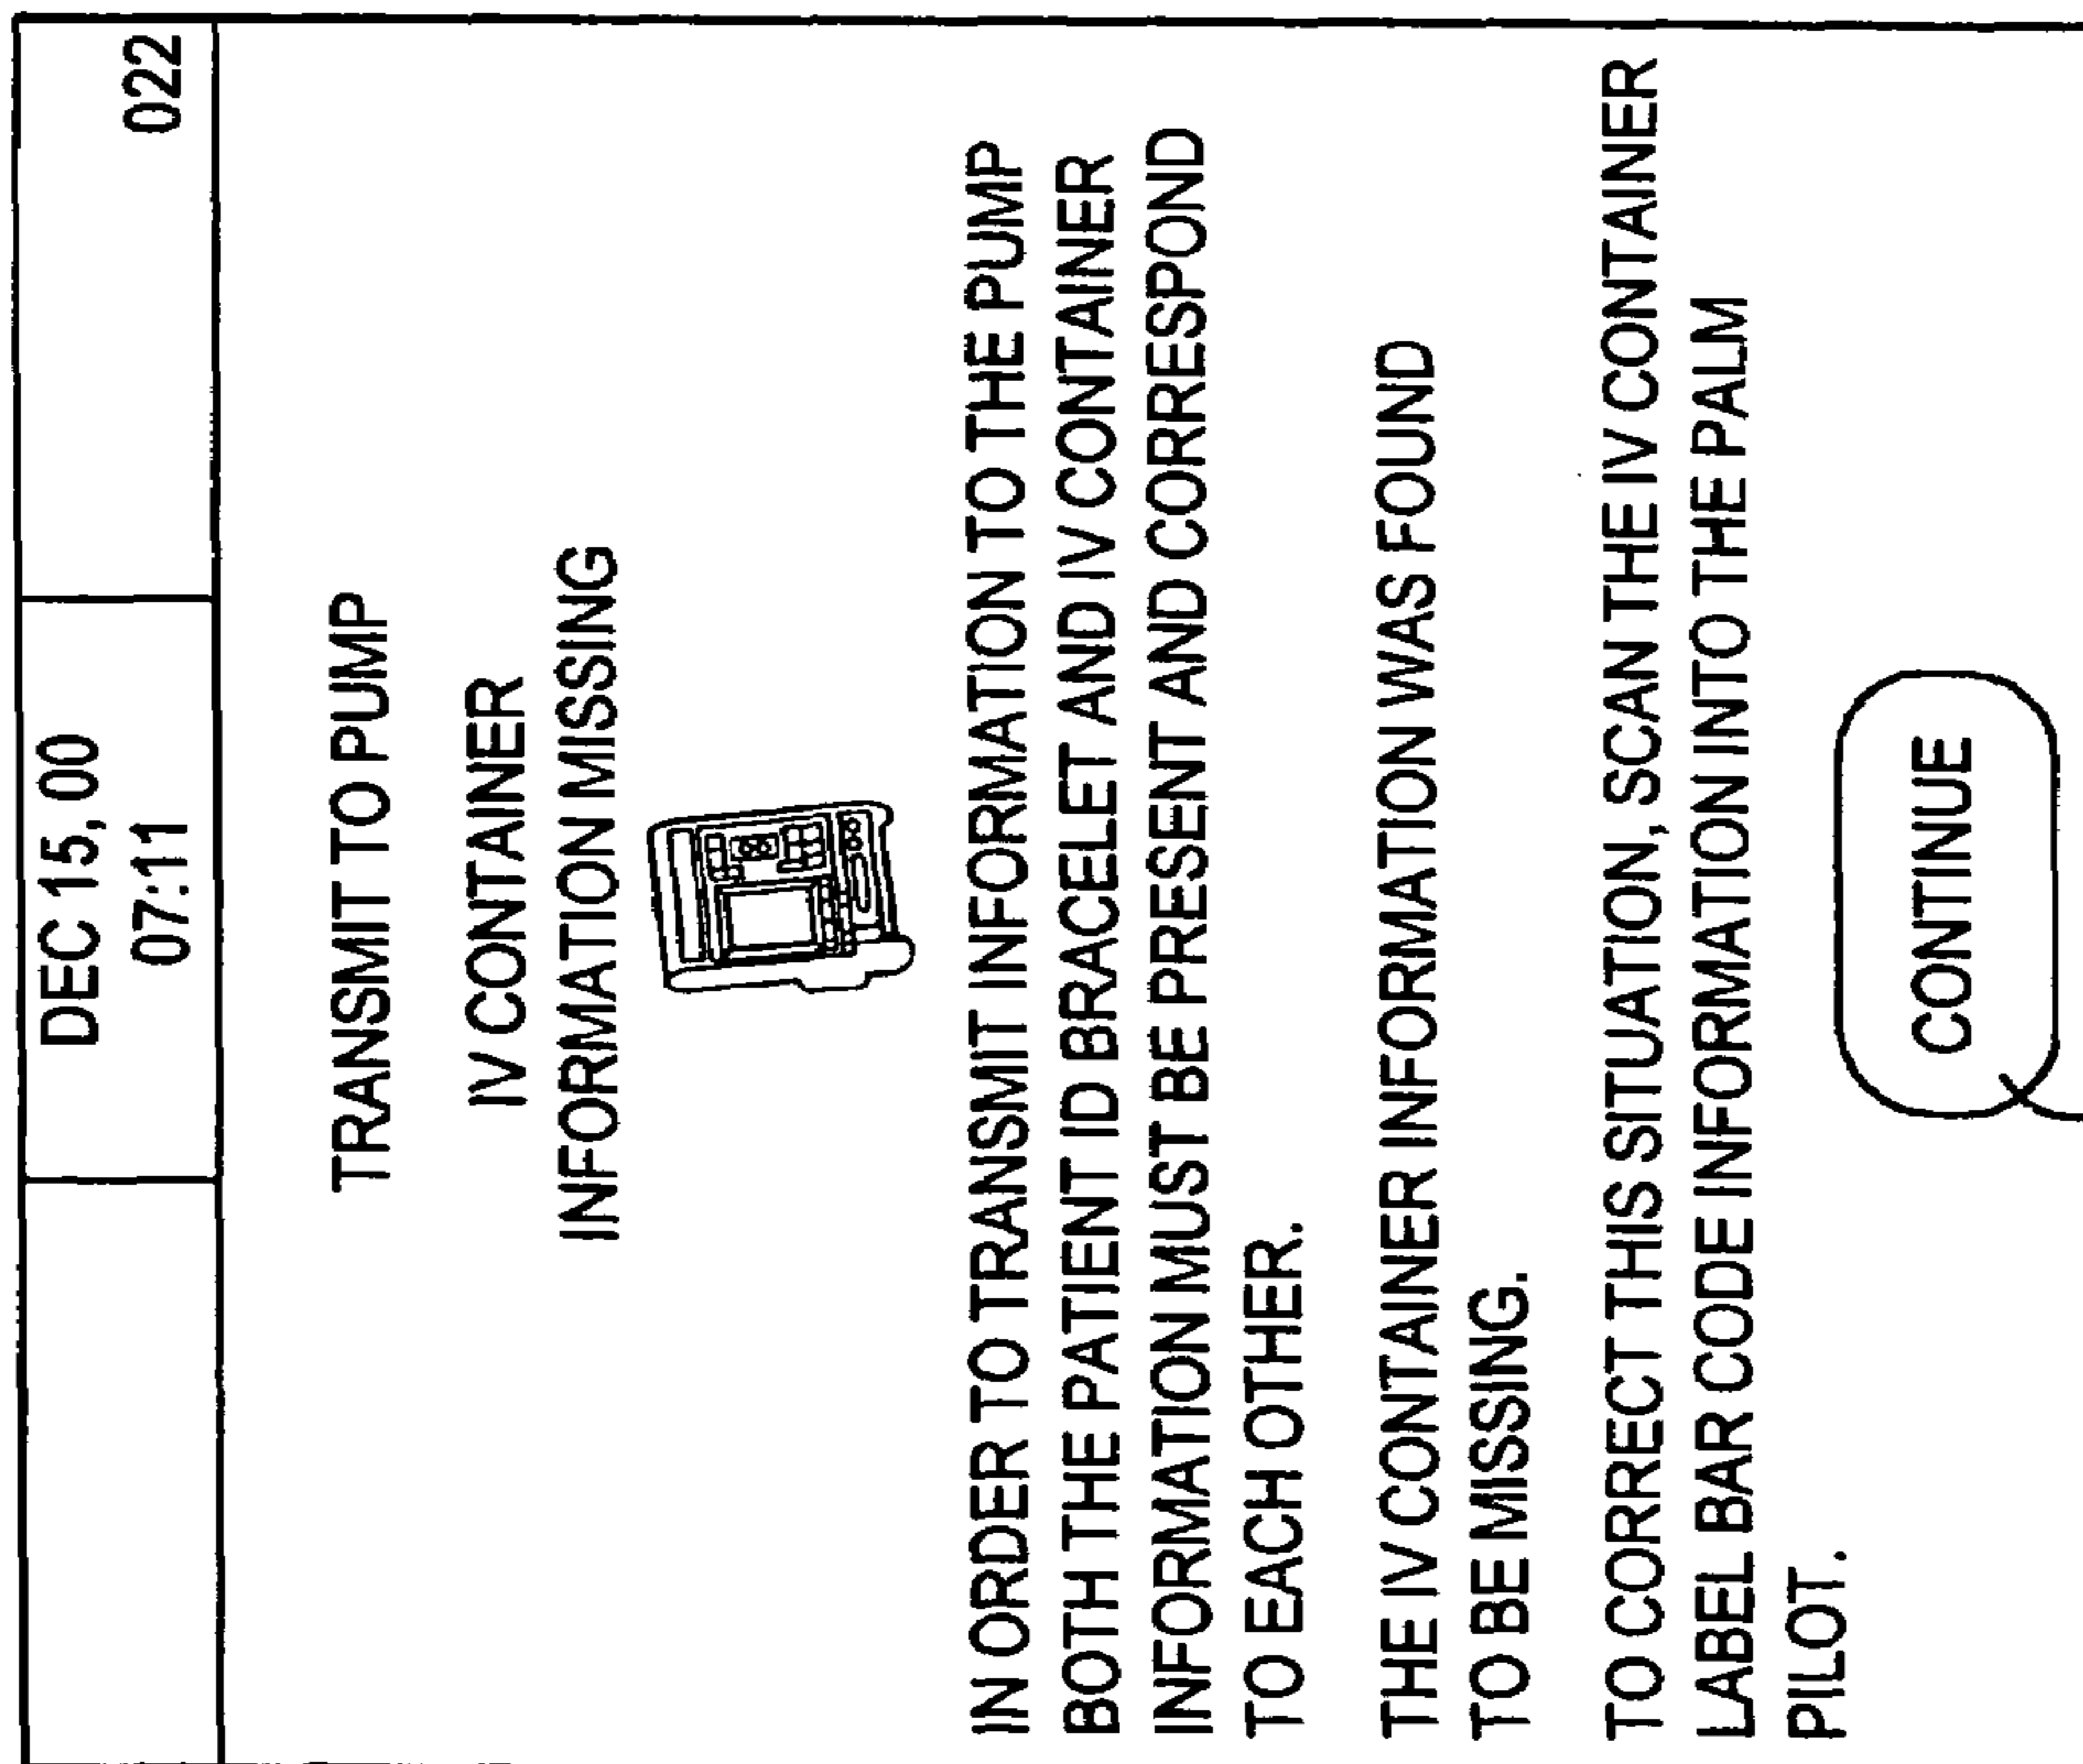 DEC 15, 00
07:11
022
TRANSMIT TO PUMP
IV CONTAINER
INFORMATION MISSING
IN ORDER TO TRANSMIT INFORMATION TO THE PUMP
BOTH THE PATIENT ID BRACELET AND IV CONTAINER
INFORMATION MUST BE PRESENT AND CORRESPOND
TO EACH OTHER.
THE IV CONTAINER INFORMATION WAS FOUND
TO BE MISSING.
TO CORRECT THIS SITUATION, SCAN THE IV CONTAINER
LABEL BAR CODE INFORMATION INTO THE PALM
PILOT.
CONTINUE